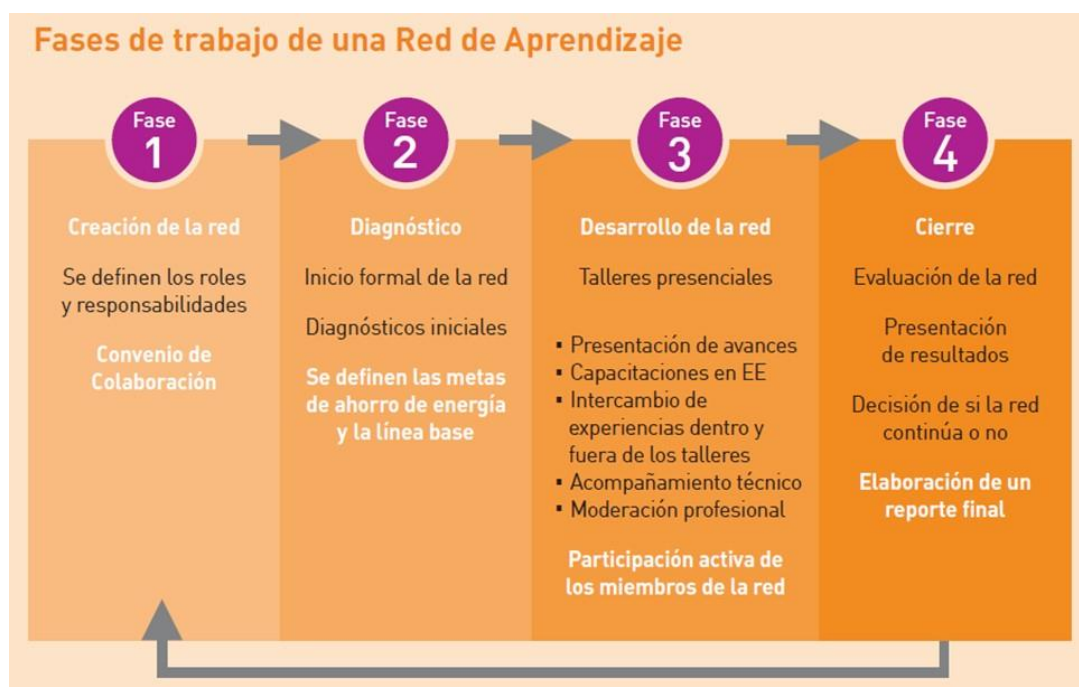 Fases de trabajo de una Red de Aprendizaje
Fase
1
Creación de la red
Se definen los roles
y responsabilidades
Convenio de
Colaboración
Fase
2
Diagnóstico
Inicio formal de la red
Diagnósticos iniciales
Se definen las metas
de ahorro de energía
y la línea base
Fase
3
Desarrollo de la red
Talleres presenciales
▪ Presentación de avances
▪ Capacitaciones en EE
▪ Intercambio de
experiencias dentro y
fuera de los talleres
▪ Acompañamiento técnico
▪ Moderación profesional
Participación activa de
los miembros de la red
Fase
4
Cierre
Evaluación de la red
Presentación
de resultados
Decisión de si la red
continúa o no
Elaboración de un
reporte final